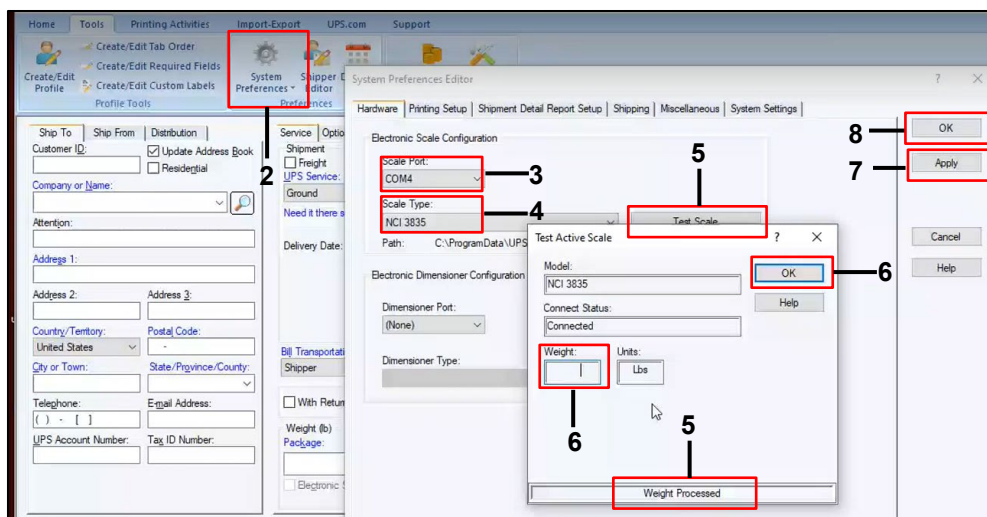 Home Tools Printing Activities Import-Export UPS.com Support
Create/Edit Profile
Create/Edit Tab Order
Create/Edit Required Fields
Create/Edit Custom Labels
Profile Tools
System Preferences
Shipper
Editor
Preferences
2
System Preferences Editor
? ×
Hardware Printing Setup Shipment Detail Report Setup Shipping Miscellaneous System Settings
Ship To Ship From Distribution
Customer ID:
Update Address Book
Residential
Company or Name:
Attention:
Address 1:
Address 2: Address 3:
Country/Territory: Postal Code:
United States -
City or Town: State/Province/County:
Telephone: E-mail Address:
( ) - [ ]
UPS Account Number: Tax ID Number:
Service
Shipment
Freight
UPS Service:
Ground
Need it there
Delivery Date:
Bill
Shipper
With
Weight (lb)
Package:
Electronic Scale Configuration
Scale Port:
COM4
3
Scale Type:
NCI 3835
4
5
Test Scale
Path: C:\ProgramData\UPS
Electronic Dimensioner Configuration
Dimensioner Port:
(None)
Dimensioner Type:
Test Active Scale
? ×
Model:
NCI 3835
Connect Status:
Connected
Weight: Units:
Lbs
6
5
Weight Processed
OK
6
Help
8
OK
7
Apply
Cancel
Help